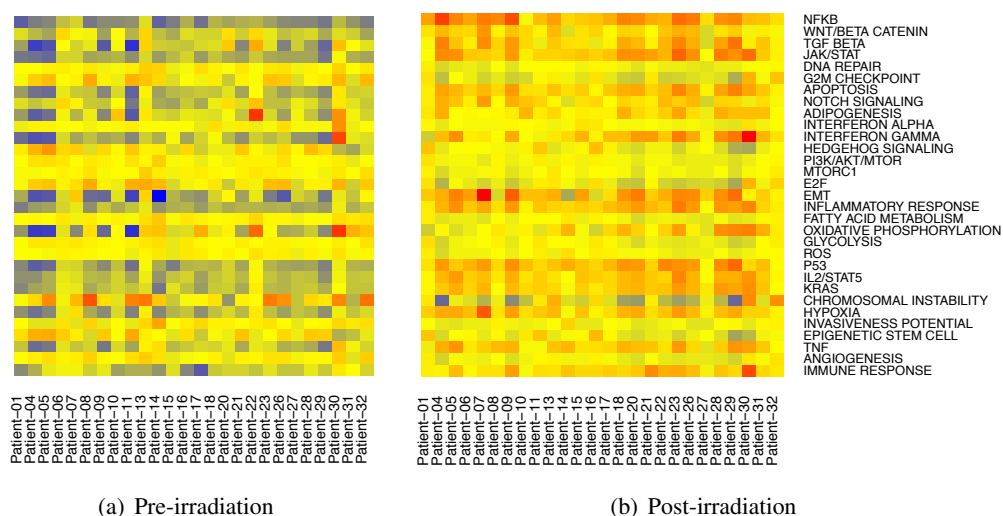 NFKB
WNT/BETA CATENIN
TGF BETA
JAK/STAT
DNA REPAIR
G2M CHECKPOINT
APOPTOSIS
NOTCH SIGNALING
ADIPOGENESIS
INTERFERON ALPHA
INTERFERON GAMMA
HEDGEHOG SIGNALING
PI3K/AKT/MTOR
MTORC1
E2F
EMT
INFLAMMATORY RESPONSE
FATTY ACID METABOLISM
OXIDATIVE PHOSPHORYLATION
GLYCOLYSIS
ROS
P53
IL2/STAT5
KRAS
CHROMOSOMAL INSTABILITY
HYPOXIA
INVASIVENESS POTENTIAL
EPIGENETIC STEM CELL
TNF
ANGIOGENESIS
IMMUNE RESPONSE
Patient-01
Patient-04
Patient-05
Patient-06
Patient-07
Patient-08
Patient-09
Patient-10
Patient-11
Patient-13
Patient-14
Patient-15
Patient-16
Patient-17
Patient-18
Patient-20
Patient-21
Patient-22
Patient-23
Patient-26
Patient-27
Patient-28
Patient-29
Patient-30
Patient-31
Patient-32
Patient-01
Patient-04
Patient-05
Patient-06
Patient-07
Patient-08
Patient-09
Patient-10
Patient-11
Patient-13
Patient-14
Patient-15
Patient-16
Patient-17
Patient-18
Patient-20
Patient-21
Patient-22
Patient-23
Patient-26
Patient-27
Patient-28
Patient-29
Patient-30
Patient-31
Patient-32
(a) Pre-irradiation
(b) Post-irradiation